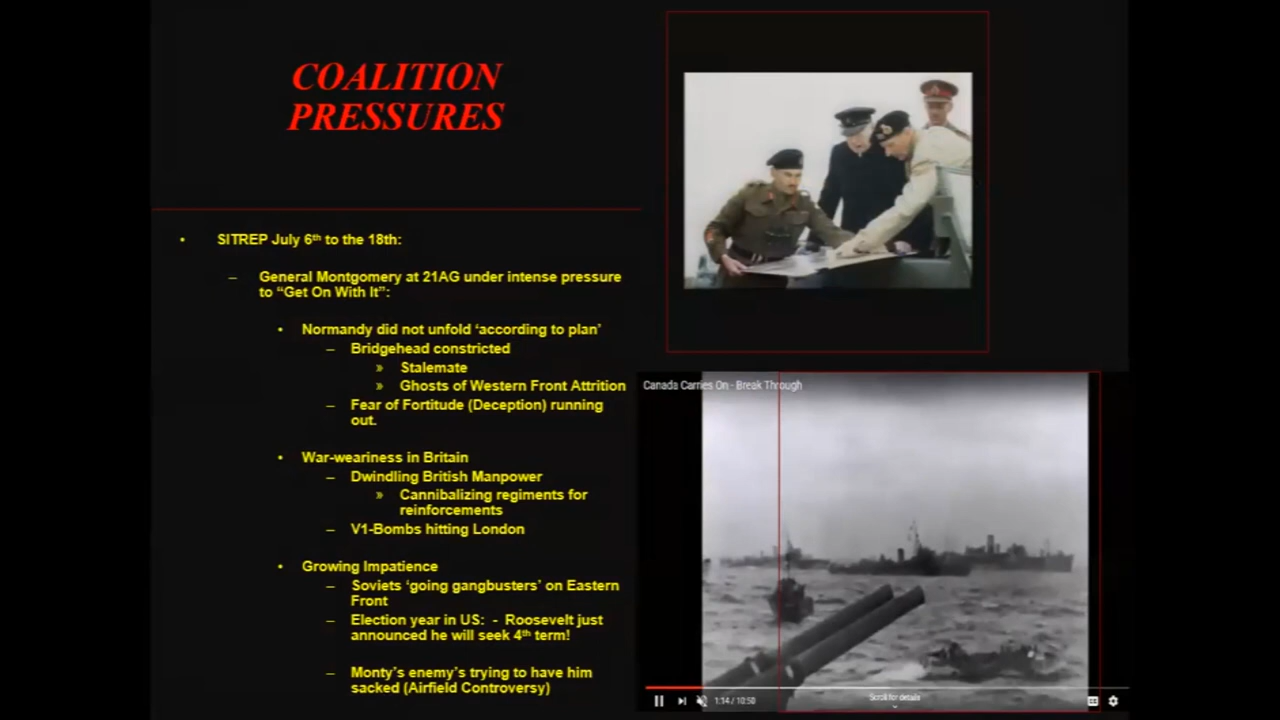 COALITION
PRESSURES
• SITREP July 6th to the 18th:
– General Montgomery at 21AG under intense pressure
to “Get On With It”:
• Normandy did not unfold ‘according to plan’
– Bridgehead constricted
» Stalemate
» Ghosts of Western Front Attrition
– Fear of Fortitude (Deception) running
out.
• War-weariness in Britain
– Dwindling British Manpower
» Cannibalizing regiments for
reinforcements
– V1-Bombs hitting London
• Growing Impatience
– Soviets ‘going gangbusters’ on Eastern
Front
– Election year in US: - Roosevelt just
announced he will seek 4th term!
– Monty’s enemy’s trying to have him
sacked (Airfield Controversy)
Canada Carries On - Break Through
1:14 / 10:50
Scroll for details